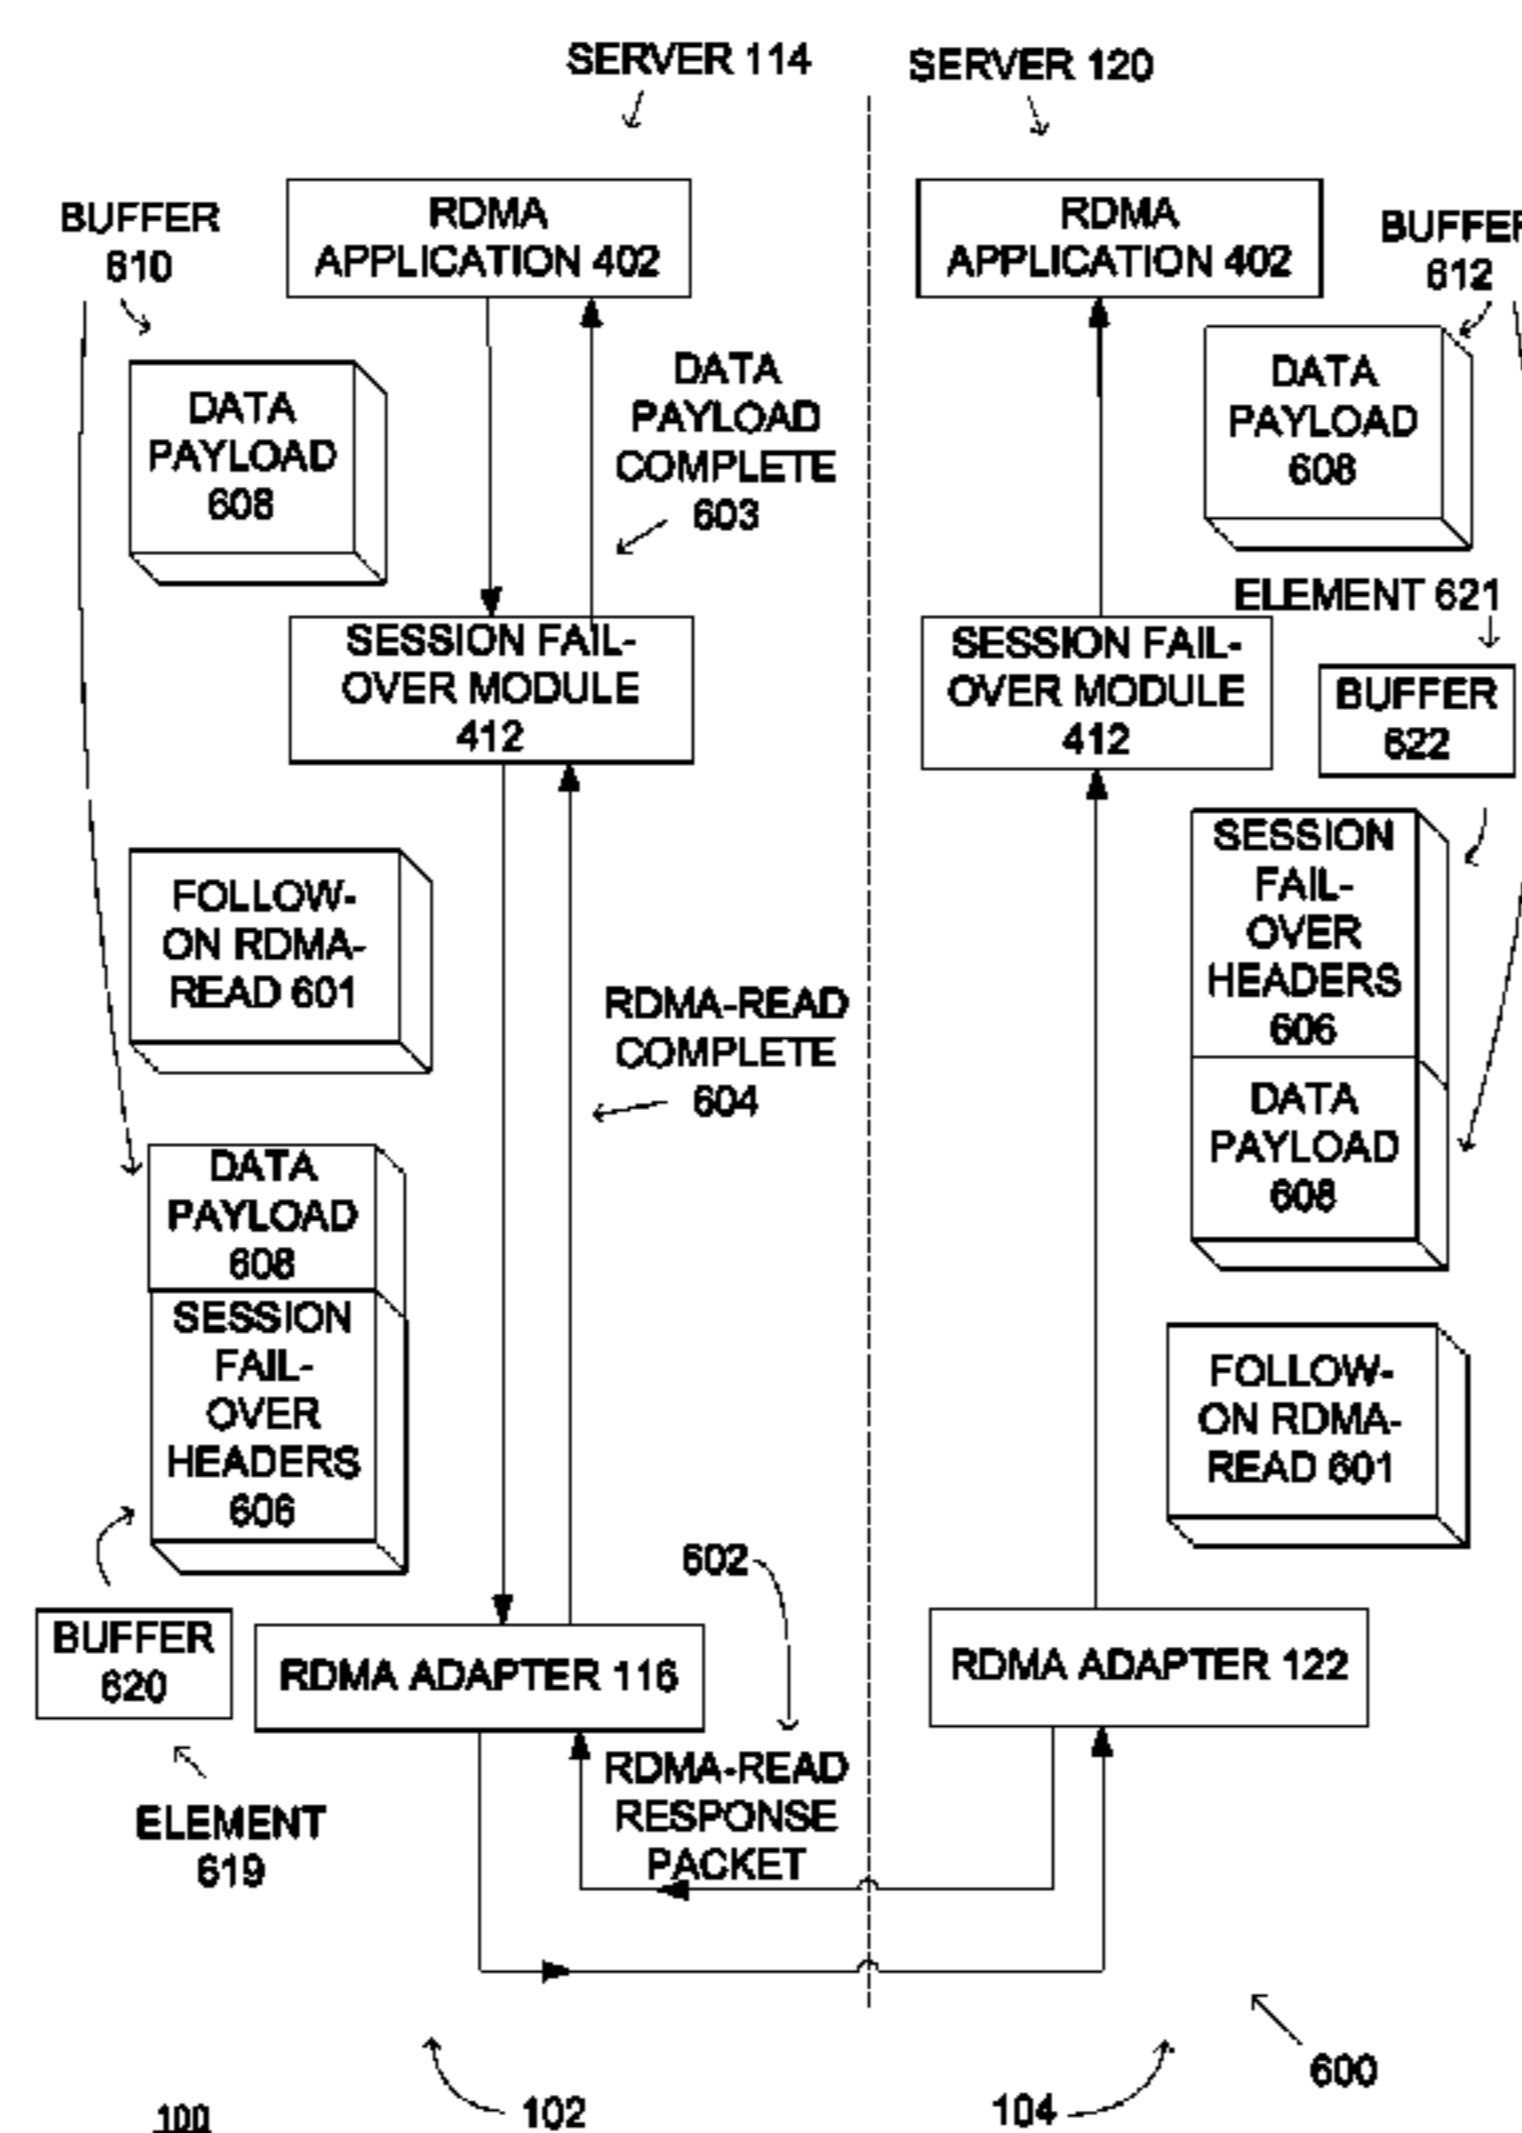 SERVER 114
SERVER 120
BUFFER
610
RDMA
APPLICATION 402
RDMA
APPLICATION 402
BUFFER
612
DATA
PAYLOAD
608
DATA
PAYLOAD
COMPLETE
603
DATA
PAYLOAD
608
ELEMENT 621
SESSION FAIL-
OVER MODULE
412
SESSION FAIL-
OVER MODULE
412
BUFFER
622
FOLLOW-
ON RDMA-
READ 601
SESSION
FAIL-
OVER
HEADERS
606
RDMA-READ
COMPLETE
604
DATA
PAYLOAD
608
DATA
PAYLOAD
608
SESSION
FAIL-
OVER
HEADERS
606
FOLLOW-
ON RDMA-
READ 601
602
BUFFER
620
RDMA ADAPTER 116
RDMA ADAPTER 122
RDMA-READ
RESPONSE
PACKET
ELEMENT
619
600
100
102
104